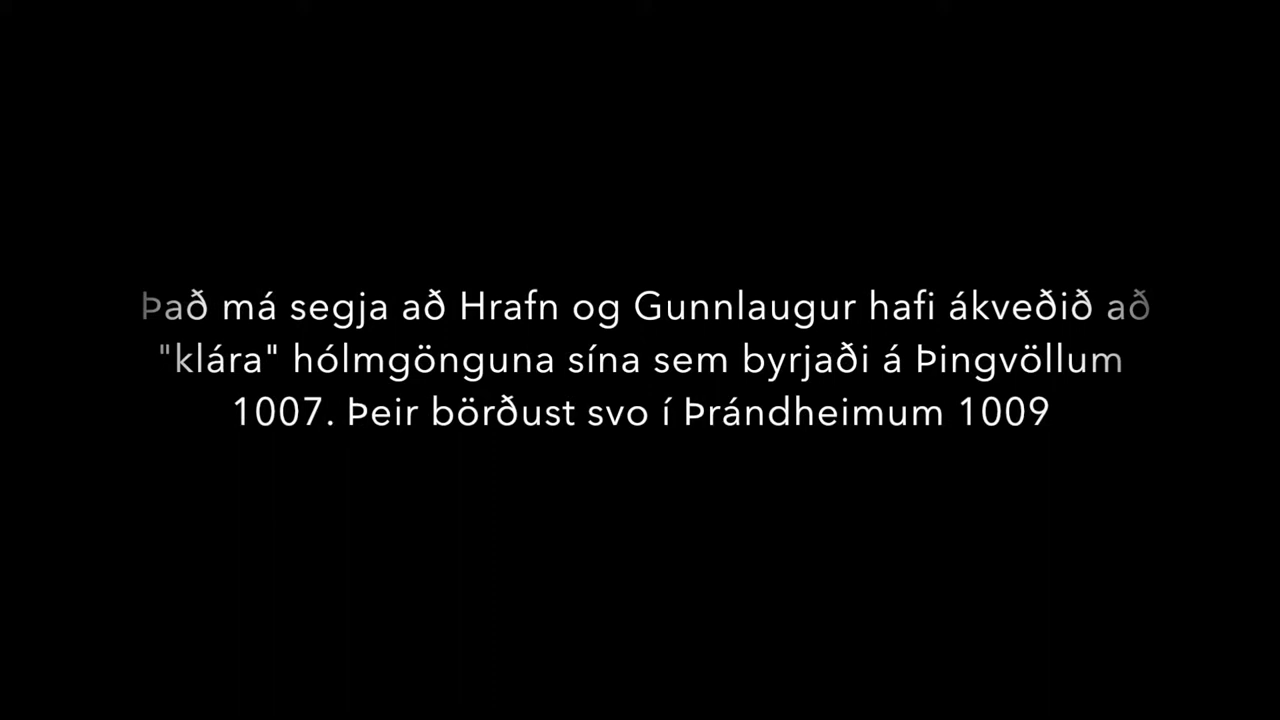 Það má segja að Hrafn og Gunnlaugur hafi ákveðið að
"klára" hólmgönguna sína sem byrjaði á Þingvöllum
1007. Þeir börðust svo í Þrándheimum 1009